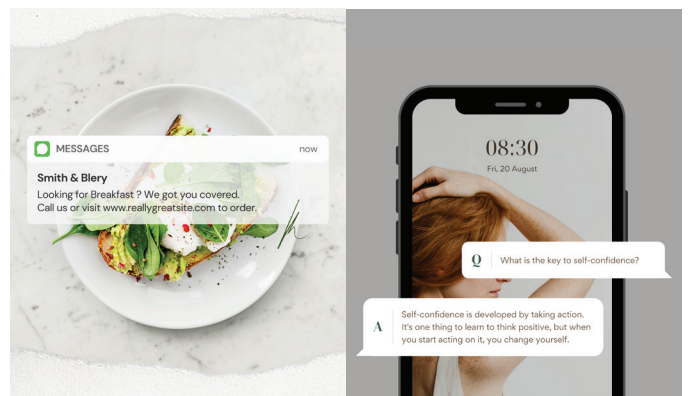 MESSAGES now
Smith & Blery
Looking for Breakfast ? We got you covered.
Call us or visit www.reallygreatsite.com to order.
08:30
Fri, 20 August
Q What is the key to self-confidence?
A Self-confidence is developed by taking action.
It's one thing to learn to think positive, but when
you start acting on it, you change yourself.